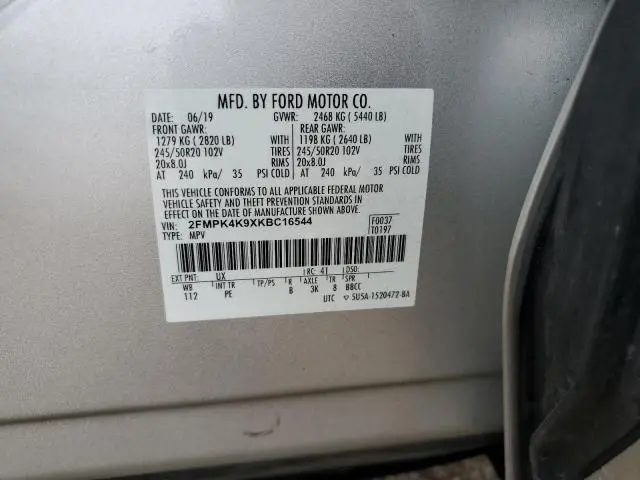 MFD. BY FORD MOTOR CO.
DATE: 06/19 GVWR: 2468 KG ( 5440 LB)
FRONT GAWR: REAR GAWR:
1279 KG ( 2820 LB) WITH 1198 KG ( 2640 LB) WITH
245/50R20 102V TIRES 245/50R20 102V TIRES
20x8.0J RIMS 20x8.0J RIMS
AT 240 kPa/ 35 PSI COLD AT 240 kPa/ 35 PSI COLD
THIS VEHICLE CONFORMS TO ALL APPLICABLE FEDERAL MOTOR
VEHICLE SAFETY AND THEFT PREVENTION STANDARDS IN
EFFECT ON THE DATE OF MANUFACTURE SHOWN ABOVE.
VIN: 2FMPK4K9XKBC16544 F0037
TYPE: MPV T0197
EXT PNT: UX RC: 41 DSO:
WB INT TR TP/PS R AXLE TR SPR
112 PE B 3K 8 BBCC
UTC 5U5A-1520472-BA